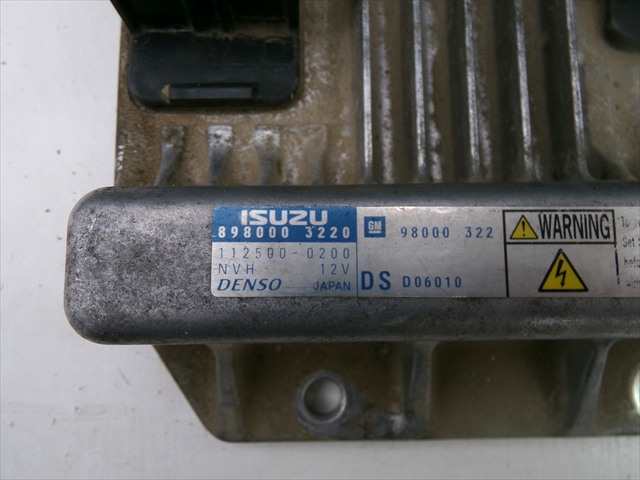 ISUZU
898000 3220
112500-0200
NVH 12V
DENSO JAPAN
GM 98000 322
DS D06010
WARNING